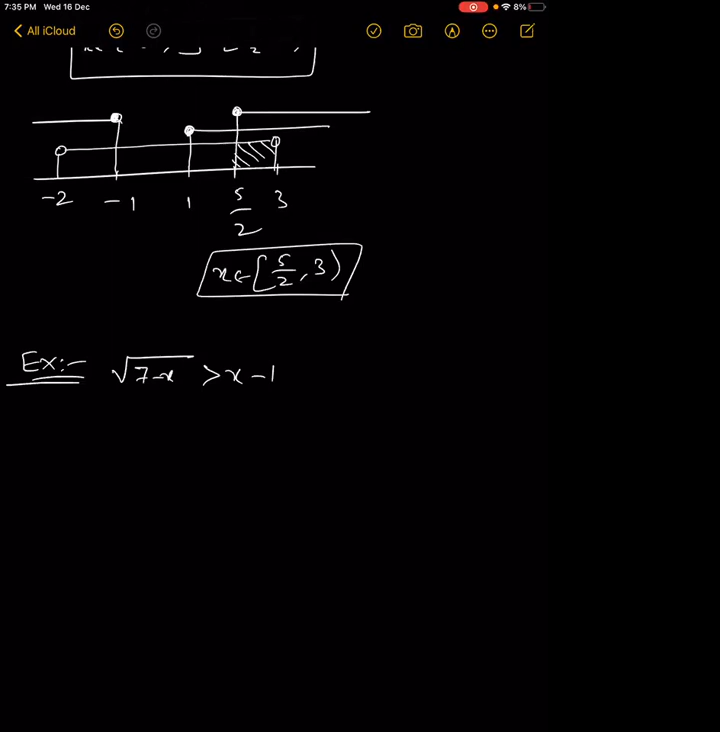 7:35 PM Wed 16 Dec 8%
All iCloud
-2 -1 1 5/2 3
x∈[5/2, 3)
Ex:- √7-x > x-1